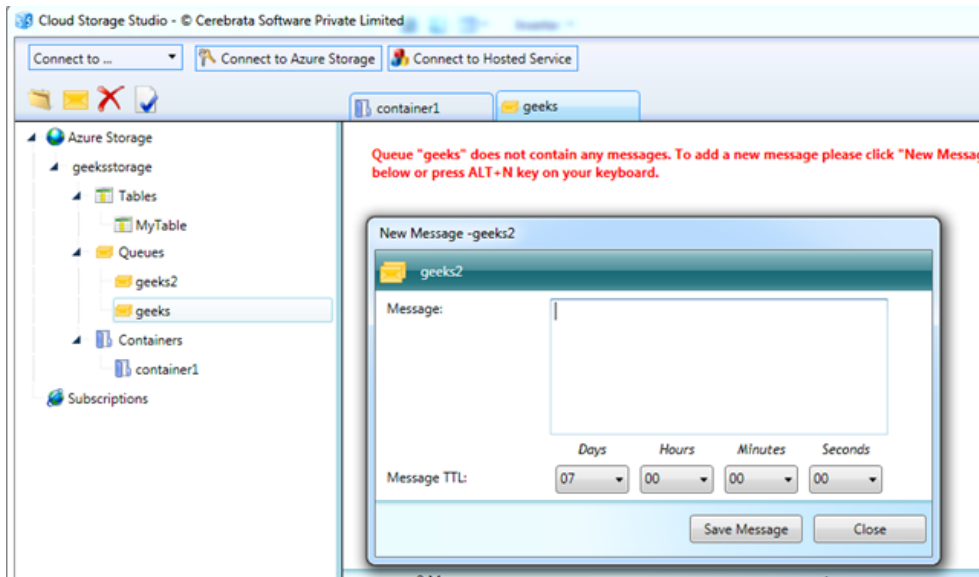 Cloud Storage Studio - © Cerebrata Software Private Limited
Connect to ... Connect to Azure Storage Connect to Hosted Service
container1 geeks
Azure Storage
geeksstorage
Tables
MyTable
Queues
geeks2
geeks
Containers
container1
Subscriptions
Queue "geeks" does not contain any messages. To add a new message please click "New Messag
below or press ALT+N key on your keyboard.
New Message -geeks2
geeks2
Message:
Days Hours Minutes Seconds
Message TTL: 07 00 00 00
Save Message Close